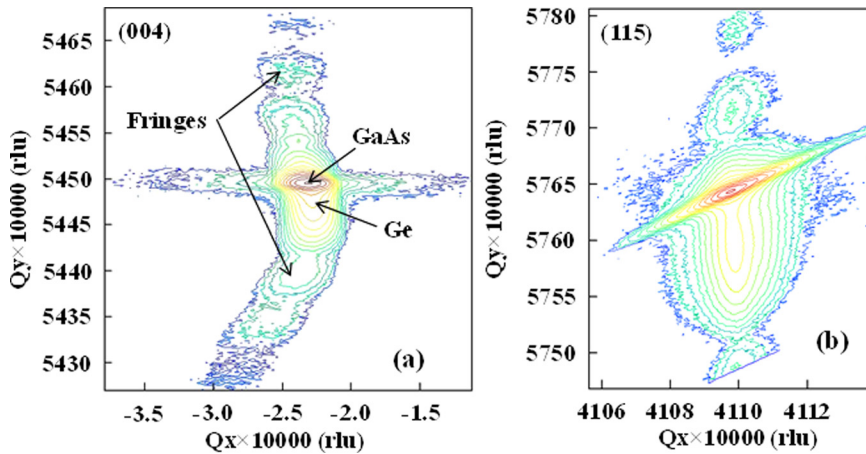 (004)
5465
5460
5455
5450
5445
5440
5435
5430
Fringes
GaAs
Ge
(a)
-3.5 -3.0 -2.5 -2.0 -1.5
Qx×10000 (rlu)
Qy×10000 (rlu)
(115)
5780
5775
5770
5765
5760
5755
5750
(b)
4106 4108 4110 4112
Qx×10000 (rlu)
Qy×10000 (rlu)